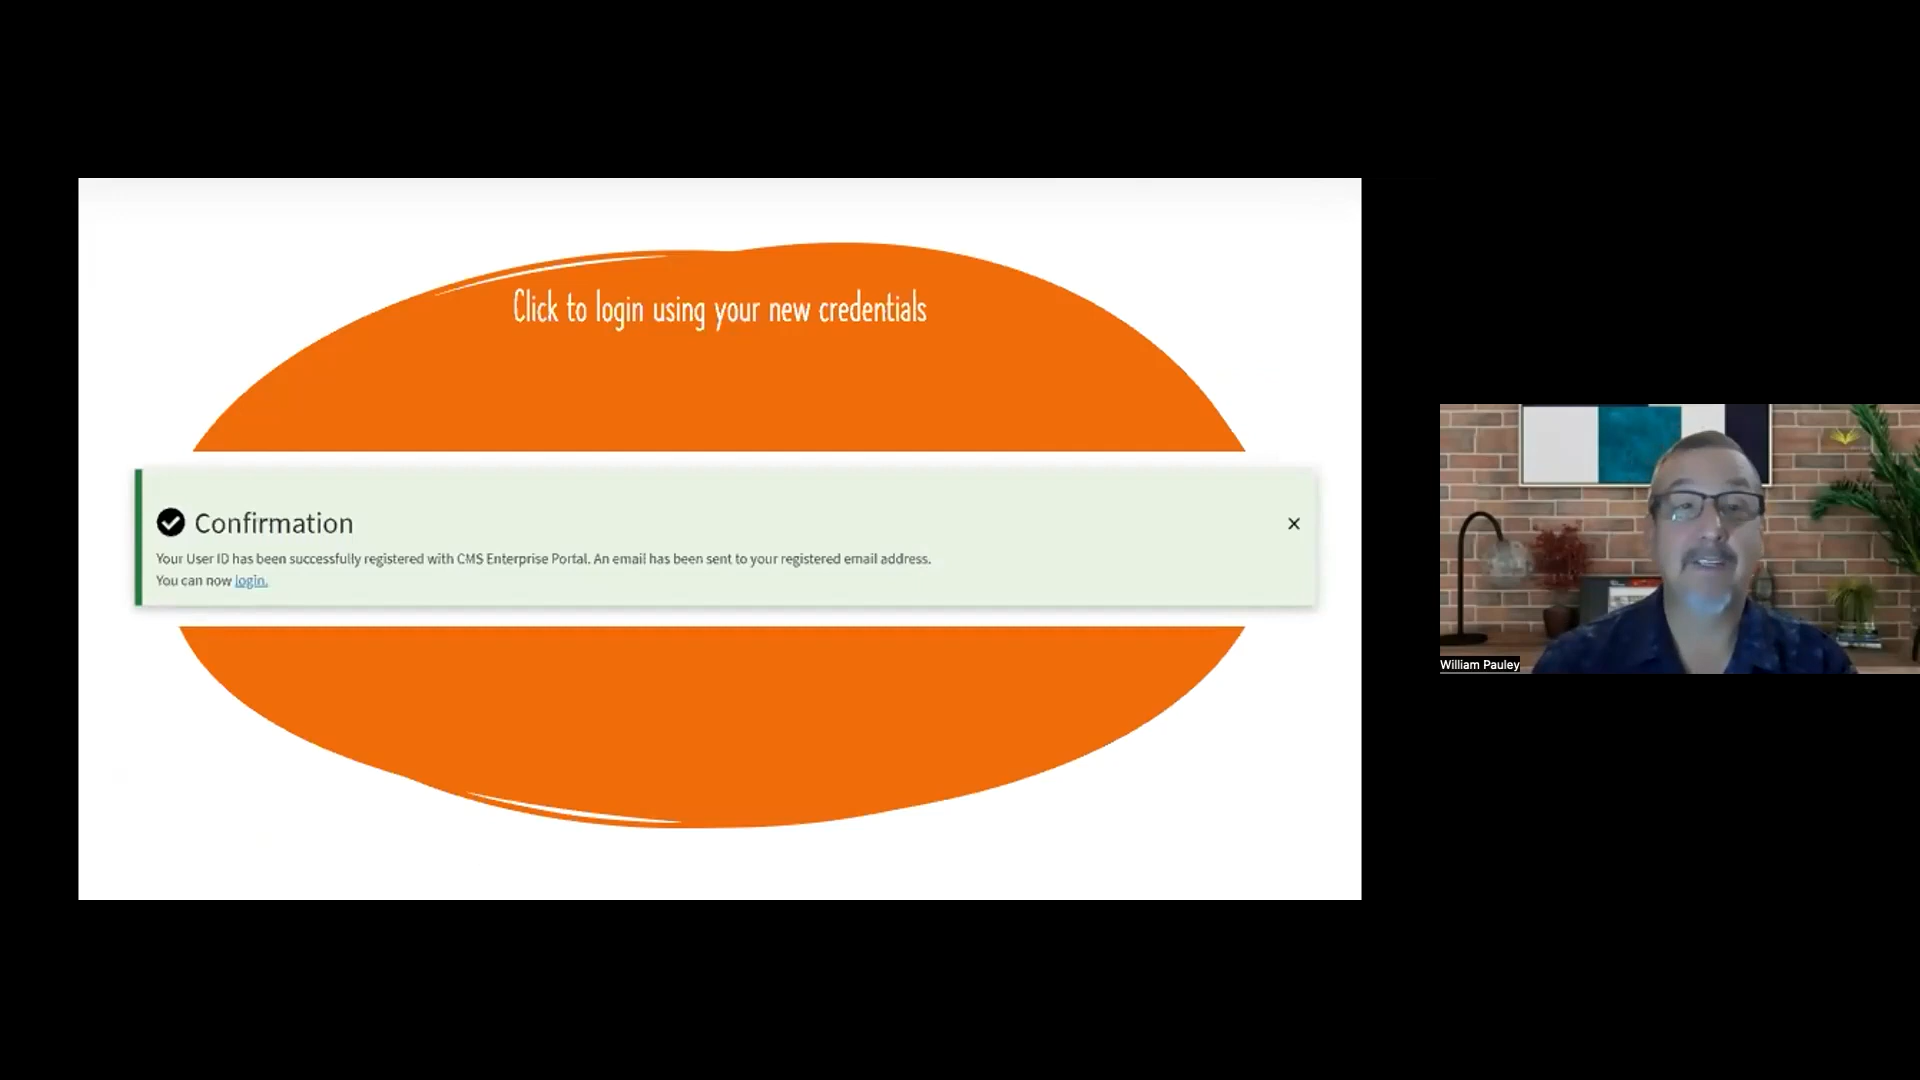 Click to login using your new credentials
Confirmation
Your User ID has been successfully registered with CMS Enterprise Portal. An email has been sent to your registered email address.
You can now login.
William Pauley